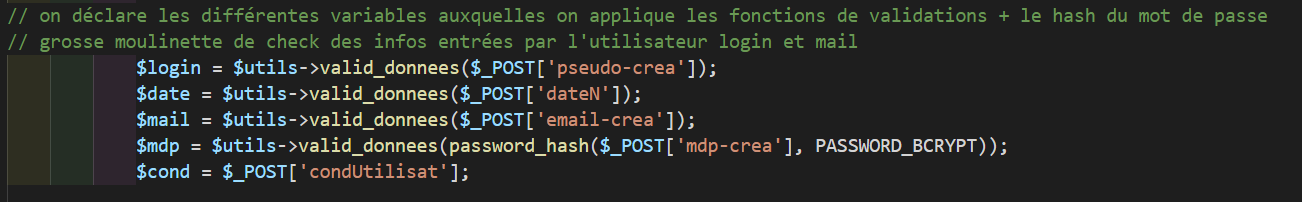 // on déclare les différentes variables auxquelles on applique les fonctions de validations + le hash du mot de passe
// grosse moulinette de check des infos entrées par l'utilisateur login et mail
$login = $utils->valid_donnees($_POST['pseudo-crea']);
$date = $utils->valid_donnees($_POST['dateN']);
$mail = $utils->valid_donnees($_POST['email-crea']);
$mdp = $utils->valid_donnees(password_hash($_POST['mdp-crea'], PASSWORD_BCRYPT));
$cond = $_POST['condUtilisat'];